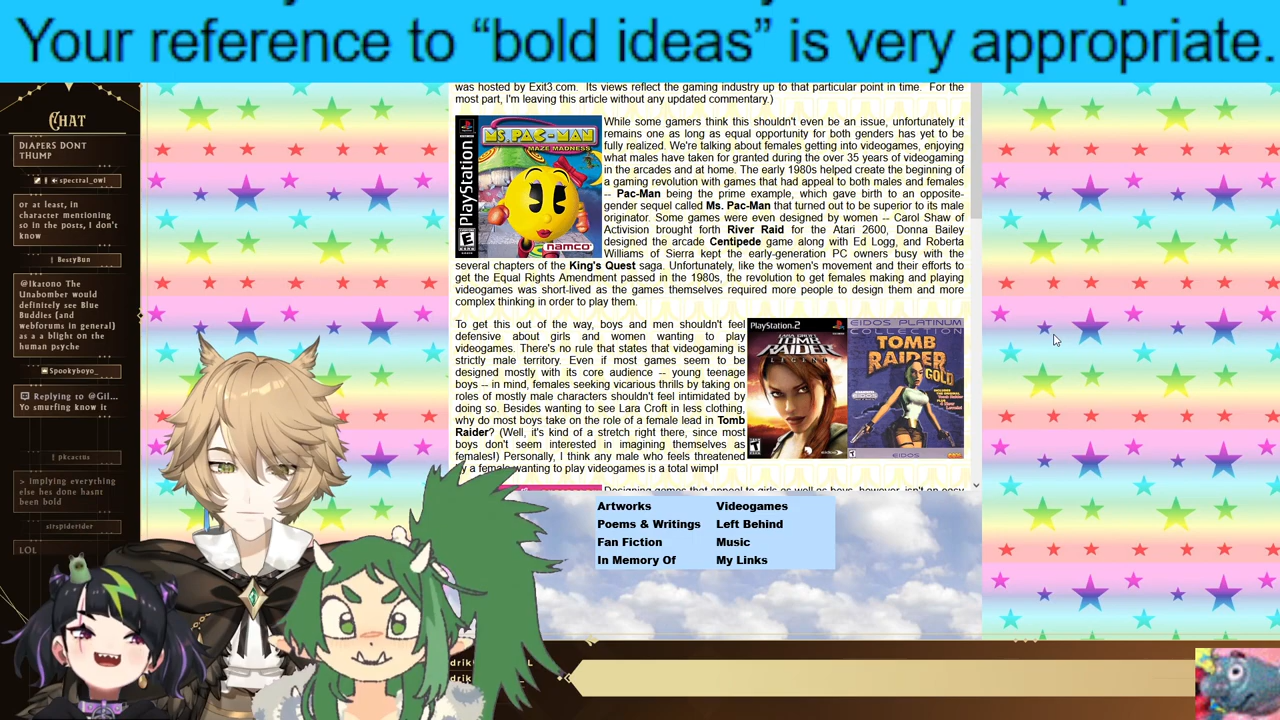 Your reference to “bold ideas” is very appropriate.
Chat
DIAPERS DONT
THUMP
spectral_owl
or at least, in
character mentioning
so in the posts, I don't
know
BestyBun
@Ikatono The
Unabomber would
definitely see Blue
Buddies (and
webforums in general)
as a a blight on the
human psyche
Spookyboyo_
Replying to @Gil...
Yo smurfing know it
pkcactus
> Implying everything
else hes done hasnt
been bold
sirspiderider
LOL
was hosted by Exit3.com. Its views reflect the gaming industry up to that particular point in time. For the
most part, I'm leaving this article without any updated commentary.)
PlayStation
MS. PAC-MAN
MAZE MADNESS
namco
While some gamers think this shouldn't even be an issue, unfortunately it
remains one as long as equal opportunity for both genders has yet to be
fully realized. We're talking about females getting into videogames, enjoying
what males have taken for granted during the over 35 years of videogaming
in the arcades and at home. The early 1980s helped create the beginning of
a gaming revolution with games that had appeal to both males and females
-- Pac-Man being the prime example, which gave birth to an opposite-
gender sequel called Ms. Pac-Man that turned out to be superior to its male
originator. Some games were even designed by women -- Carol Shaw of
Activision brought forth River Raid for the Atari 2600, Donna Bailey
designed the arcade Centipede game along with Ed Logg, and Roberta
Williams of Sierra kept the early-generation PC owners busy with the
several chapters of the King's Quest saga. Unfortunately, like the women's movement and their efforts to
get the Equal Rights Amendment passed in the 1980s, the revolution to get females making and playing
videogames was short-lived as the games themselves required more people to design them and more
complex thinking in order to play them.
To get this out of the way, boys and men shouldn't feel
defensive about girls and women wanting to play
videogames. There's no rule that states that videogaming is
strictly male territory. Even if most games seem to be
designed mostly with its core audience -- young teenage
boys -- in mind, females seeking vicarious thrills by taking on
roles of mostly male characters shouldn't feel intimidated by
doing so. Besides wanting to see Lara Croft in less clothing,
why do most boys take on the role of a female lead in Tomb
Raider? (Well, it's kind of a stretch right there, since most
boys don't seem interested in imagining themselves as
females!) Personally, I think any male who feels threatened
by a female wanting to play videogames is a total wimp!
PlayStation 2
TOMB RAIDER
LEGEND
EIDOS PLATINUM
COLLECTION
TOMB
RAIDER
GOLD
EIDOS
Designing games that appeal to girls as well as boys, however, isn't an easy
Artworks
Videogames
Poems & Writings
Left Behind
Fan Fiction
Music
In Memory Of
My Links